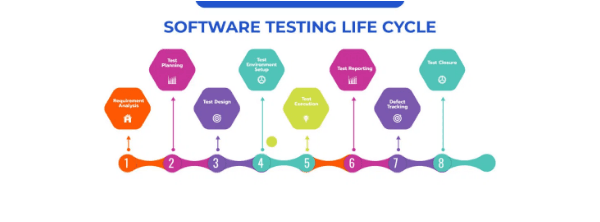 SOFTWARE TESTING LIFE CYCLE
Requirement
Analysis
Test
Planning
Test Design
Test
Environment
Setup
Test
Execution
Test Reporting
Defect
Tracking
Test Closure
1 2 3 4 5 6 7 8